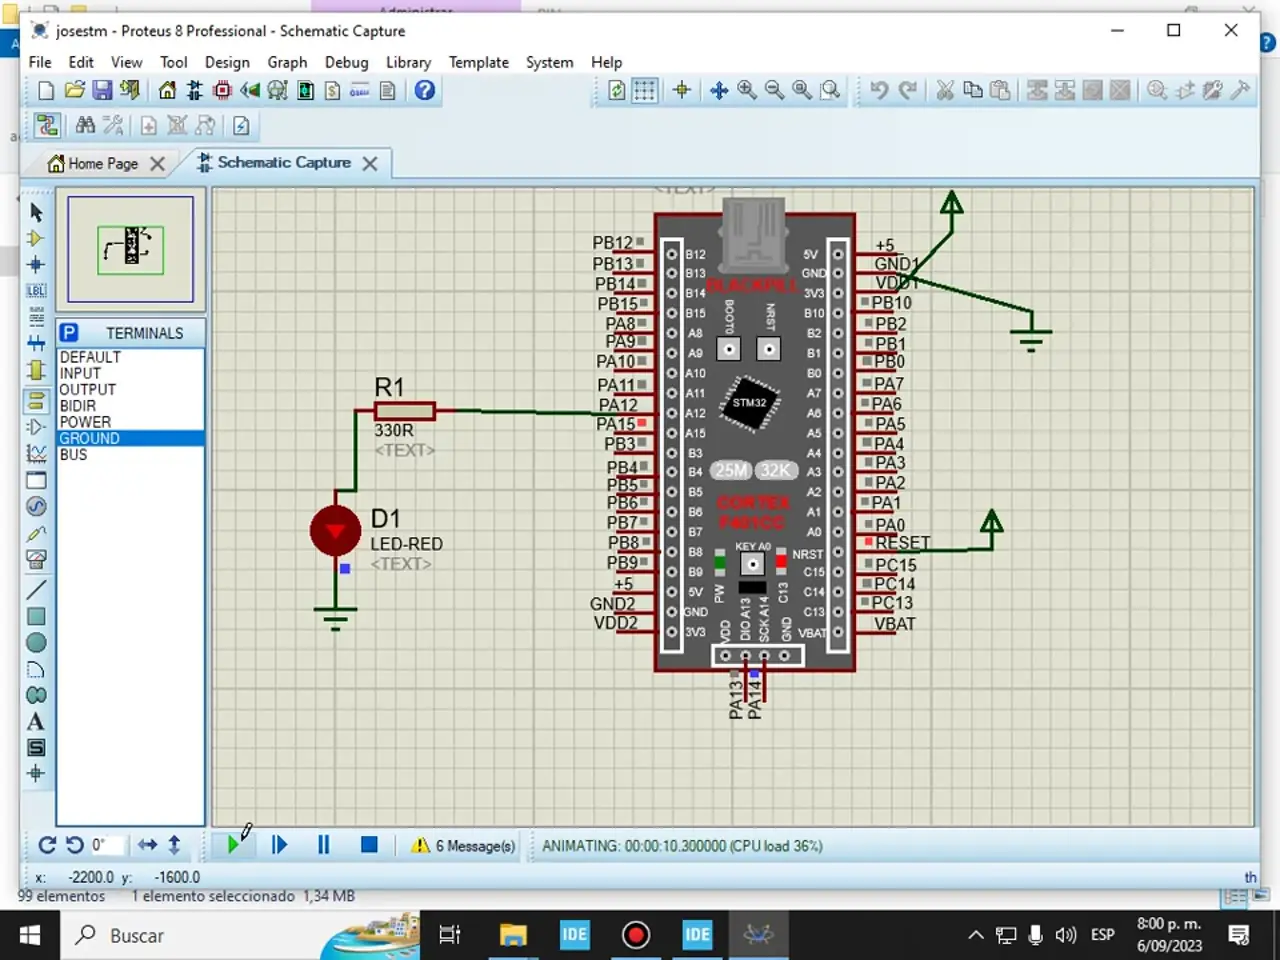 Administrar
josestm - Proteus 8 Professional - Schematic Capture
File Edit View Tool Design Graph Debug Library Template System Help
Home Page
Schematic Capture
LBL
P TERMINALS
DEFAULT
INPUT
OUTPUT
BIDIR
POWER
GROUND
BUS
A
S
<TEXT>
PB12
PB13
PB14
PB15
PA8
PA9
PA10
PA11
PA12
PA15
PB3
PB4
PB5
PB6
PB7
PB8
PB9
+5
GND2
VDD2
B12
B13
B14
B15
A8
A9
A10
A11
A12
A15
B3
B4
B5
B6
B7
B8
B9
5V
GND
3V3
BLACKPILL
BOOT0
NRST
STM32
25M 32K
CORTEX
F401CC
KEY A0
PW
C13
VDD
DIO A13
SCK A14
GND
5V
GND
3V3
B10
B2
B1
B0
A7
A6
A5
A4
A3
A2
A1
A0
NRST
C15
C14
C13
VBAT
+5
GND1
VDD1
PB10
PB2
PB1
PB0
PA7
PA6
PA5
PA4
PA3
PA2
PA1
PA0
RESET
PC15
PC14
PC13
VBAT
PA13
PA14
R1
330R
<TEXT>
D1
LED-RED
<TEXT>
0°
6 Message(s)
ANIMATING: 00:00:10.300000 (CPU load 36%)
x: -2200.0 y: -1600.0
th
99 elementos 1 elemento seleccionado 1,34 MB
Buscar
IDE
IDE
ESP
8:00 p. m.
6/09/2023